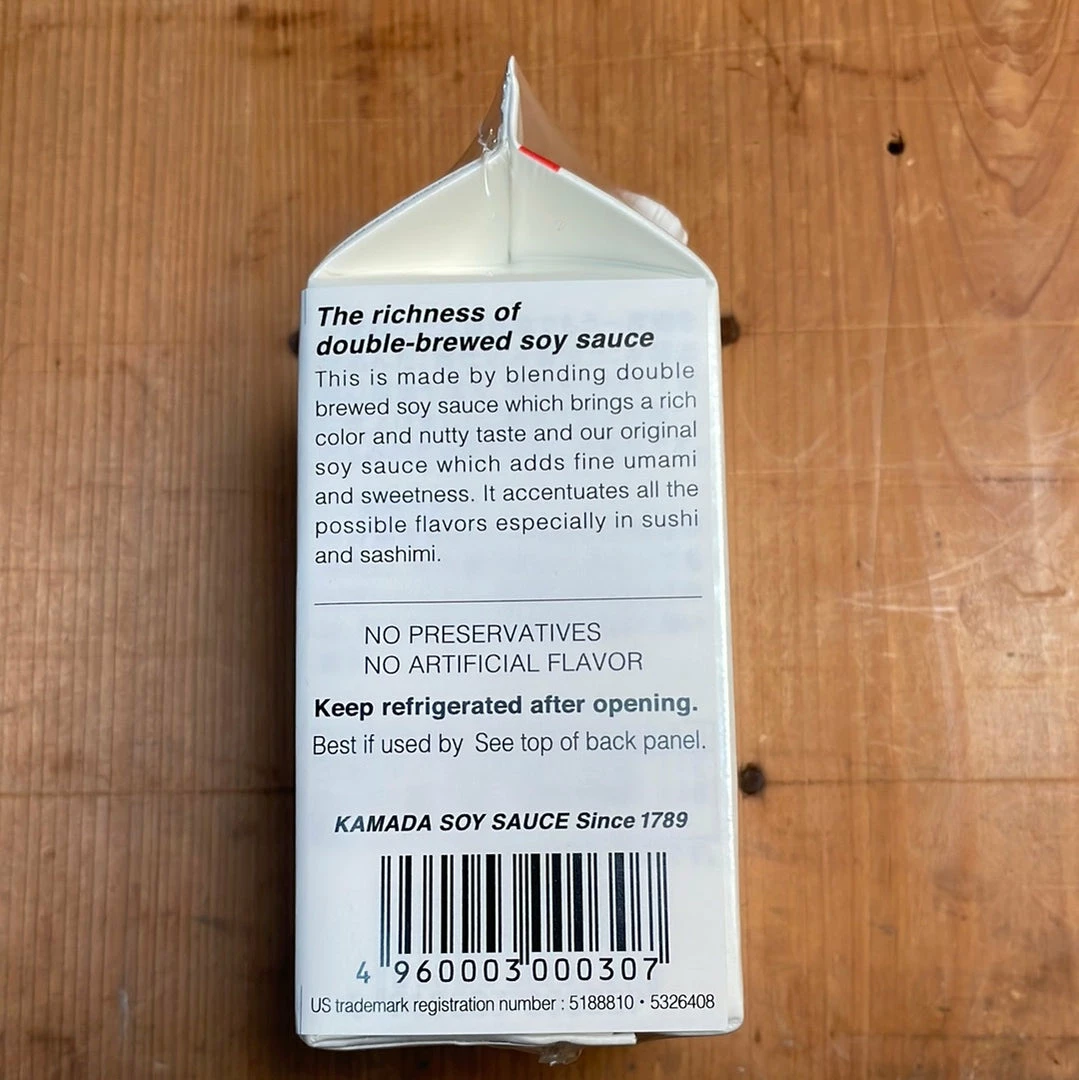 The richness of
double-brewed soy sauce
This is made by blending double
brewed soy sauce which brings a rich
color and nutty taste and our original
soy sauce which adds fine umami
and sweetness. It accentuates all the
possible flavors especially in sushi
and sashimi.
NO PRESERVATIVES
NO ARTIFICIAL FLAVOR
Keep refrigerated after opening.
Best if used by See top of back panel.
KAMADA SOY SAUCE Since 1789
4 960003 000307
US trademark registration number : 5188810 • 5326408